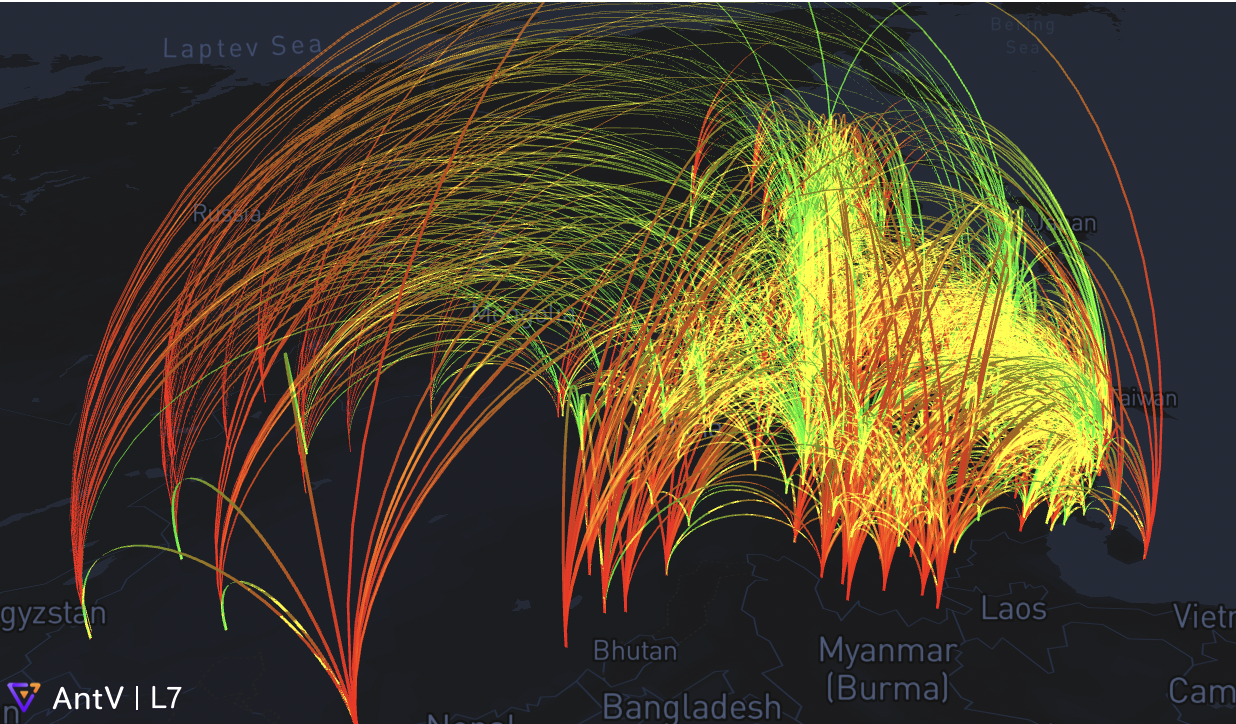 Laptev Sea
Bering
Sea
Russia
Japan
Mongolia
Taiwan
gyzstan
Laos
Vietn
Bhutan
Myanmar
(Burma)
Bangladesh
Cam
Nepal
AntV | L7
n